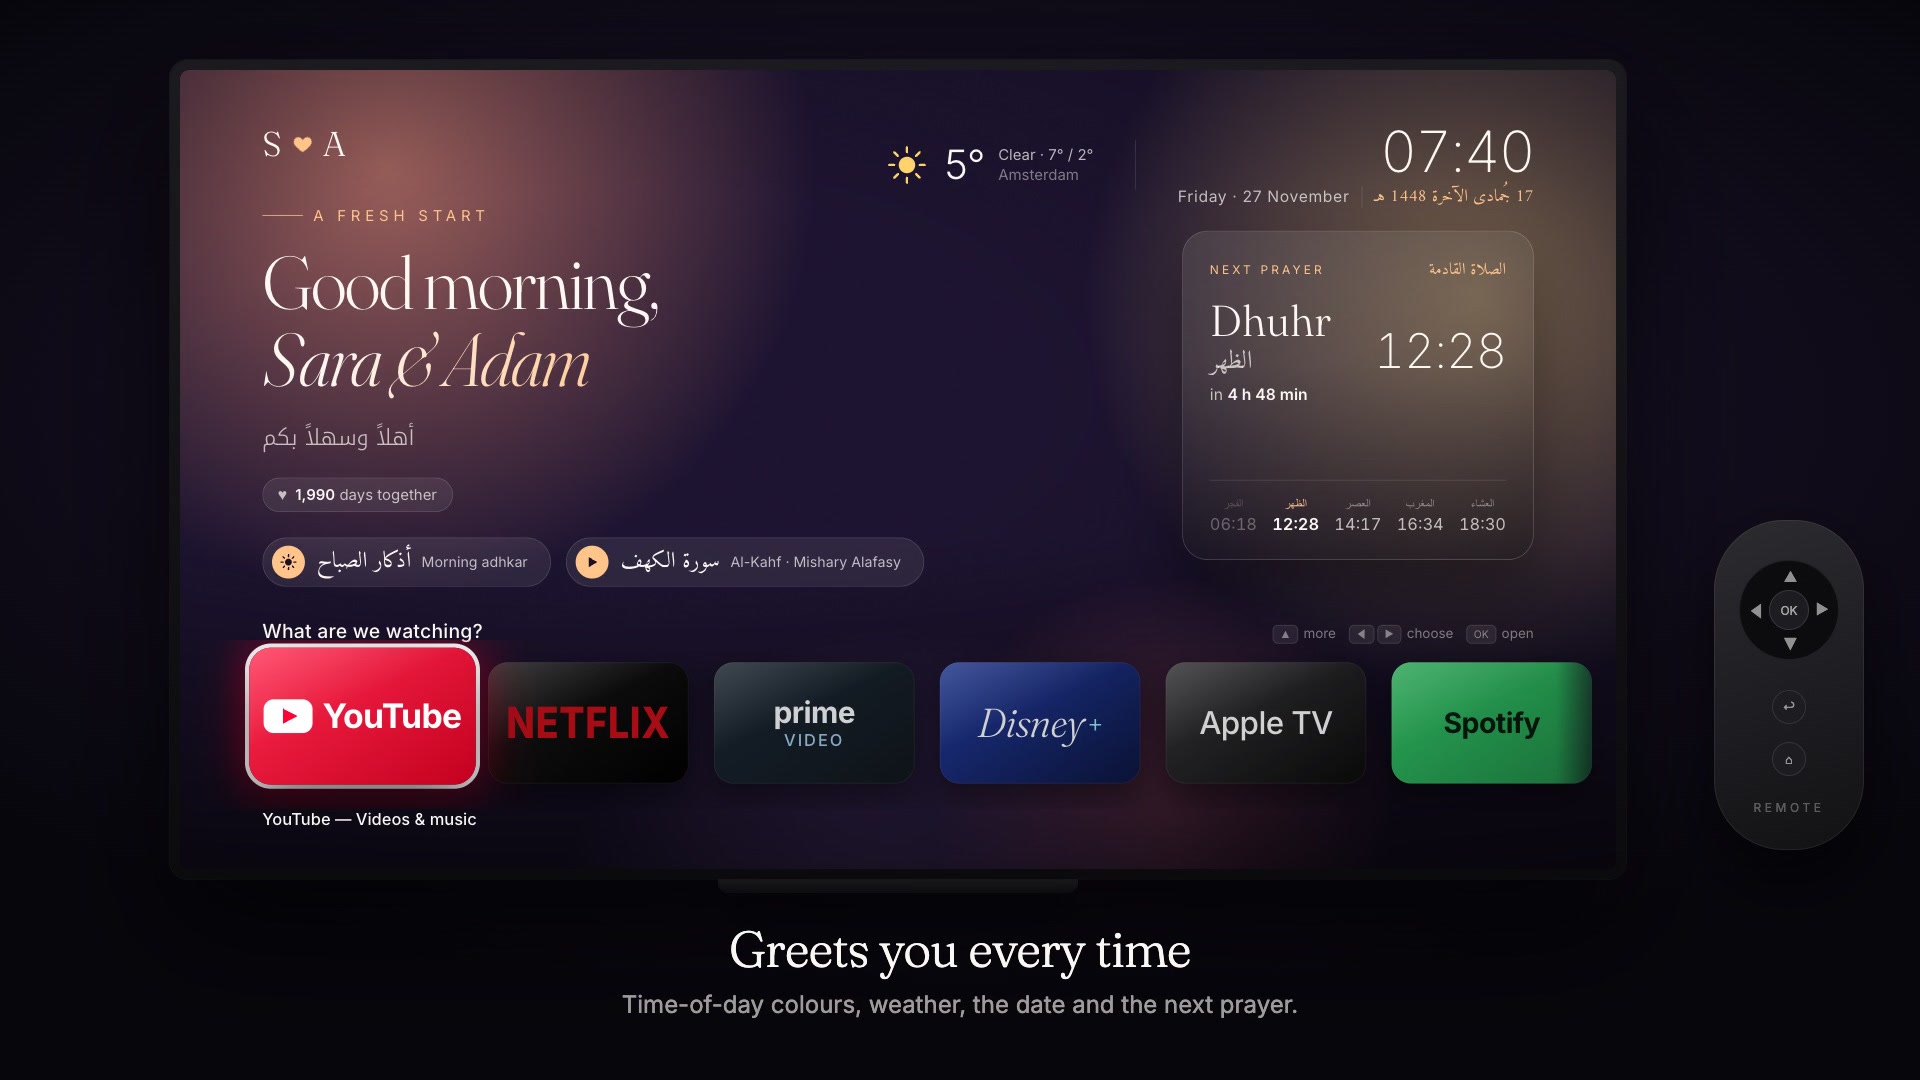 S ♥ A
5°
Clear · 7° / 2°
Amsterdam
07:40
Friday · 27 November
17 جُمادى الآخرة 1448 هـ
A FRESH START
Good morning,
Sara & Adam
أهلاً وسهلاً بكم
♥ 1,990 days together
أذكار الصباح Morning adhkar
سورة الكهف Al-Kahf · Mishary Alafasy
NEXT PRAYER
الصلاة القادمة
Dhuhr
الظهر
12:28
in 4 h 48 min
الفجر الظهر العصر المغرب العشاء
06:18 12:28 14:17 16:34 18:30
What are we watching?
▲ more ◀ ▶ choose OK open
YouTube
NETFLIX
prime
VIDEO
Disney+
Apple TV
Spotify
YouTube — Videos & music
OK
REMOTE
Greets you every time
Time-of-day colours, weather, the date and the next prayer.